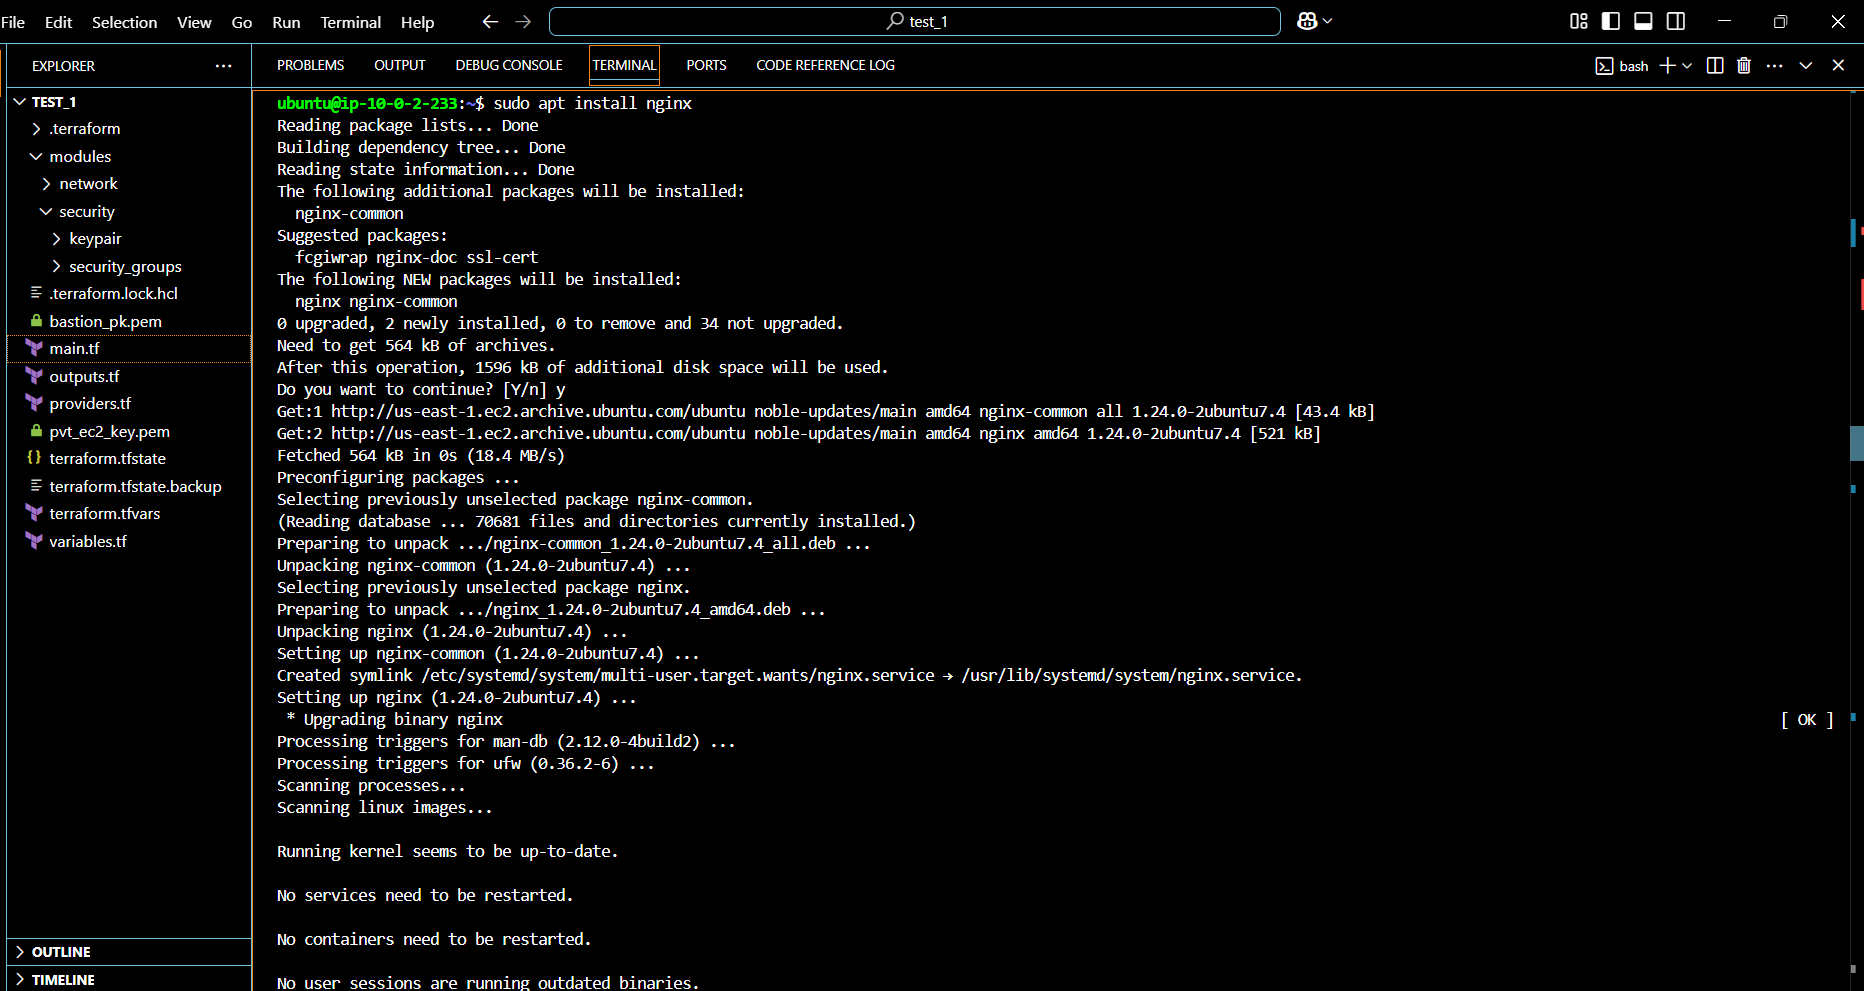 File Edit Selection View Go Run Terminal Help test_1
EXPLORER
PROBLEMS OUTPUT DEBUG CONSOLE TERMINAL PORTS CODE REFERENCE LOG bash
TEST_1
.terraform
modules
network
security
keypair
security_groups
.terraform.lock.hcl
bastion_pk.pem
main.tf
outputs.tf
providers.tf
pvt_ec2_key.pem
terraform.tfstate
terraform.tfstate.backup
terraform.tfvars
variables.tf
OUTLINE
TIMELINE
ubuntu@ip-10-0-2-233:~$ sudo apt install nginx
Reading package lists... Done
Building dependency tree... Done
Reading state information... Done
The following additional packages will be installed:
nginx-common
Suggested packages:
fcgiwrap nginx-doc ssl-cert
The following NEW packages will be installed:
nginx nginx-common
0 upgraded, 2 newly installed, 0 to remove and 34 not upgraded.
Need to get 564 kB of archives.
After this operation, 1596 kB of additional disk space will be used.
Do you want to continue? [Y/n] y
Get:1 http://us-east-1.ec2.archive.ubuntu.com/ubuntu noble-updates/main amd64 nginx-common all 1.24.0-2ubuntu7.4 [43.4 kB]
Get:2 http://us-east-1.ec2.archive.ubuntu.com/ubuntu noble-updates/main amd64 nginx amd64 1.24.0-2ubuntu7.4 [521 kB]
Fetched 564 kB in 0s (18.4 MB/s)
Preconfiguring packages ...
Selecting previously unselected package nginx-common.
(Reading database ... 70681 files and directories currently installed.)
Preparing to unpack .../nginx-common_1.24.0-2ubuntu7.4_all.deb ...
Unpacking nginx-common (1.24.0-2ubuntu7.4) ...
Selecting previously unselected package nginx.
Preparing to unpack .../nginx_1.24.0-2ubuntu7.4_amd64.deb ...
Unpacking nginx (1.24.0-2ubuntu7.4) ...
Setting up nginx-common (1.24.0-2ubuntu7.4) ...
Created symlink /etc/systemd/system/multi-user.target.wants/nginx.service → /usr/lib/systemd/system/nginx.service.
Setting up nginx (1.24.0-2ubuntu7.4) ...
* Upgrading binary nginx [ OK ]
Processing triggers for man-db (2.12.0-4build2) ...
Processing triggers for ufw (0.36.2-6) ...
Scanning processes...
Scanning linux images...
Running kernel seems to be up-to-date.
No services need to be restarted.
No containers need to be restarted.
No user sessions are running outdated binaries.